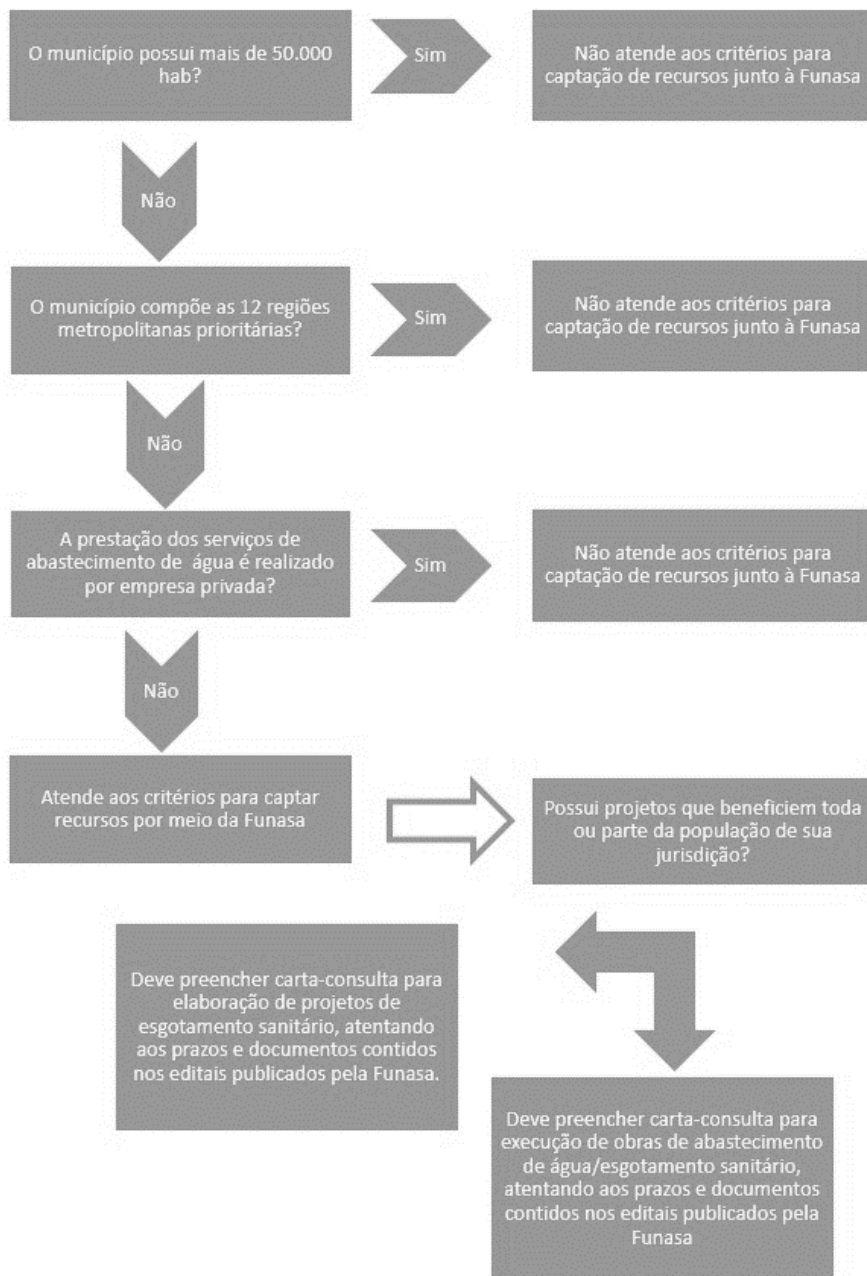 O município possui mais de 50.000
hab?
Sim
Não atende aos critérios para
captação de recursos junto à Funasa
Não
O município compõe as 12 regiões
metropolitanas prioritárias?
Sim
Não atende aos critérios para
captação de recursos junto à Funasa
Não
A prestação dos serviços de
abastecimento de água é realizado
por empresa privada?
Sim
Não atende aos critérios para
captação de recursos junto à Funasa
Não
Atende aos critérios para captar
recursos por meio da Funasa
Possui projetos que beneficiem toda
ou parte da população de sua
jurisdição?
Deve preencher carta-consulta para
elaboração de projetos de
esgotamento sanitário, atentando
aos prazos e documentos contidos
nos editais publicados pela Funasa.
Deve preencher carta-consulta para
execução de obras de abastecimento
de água/esgotamento sanitário,
atentando aos prazos e documentos
contidos nos editais publicados pela
Funasa